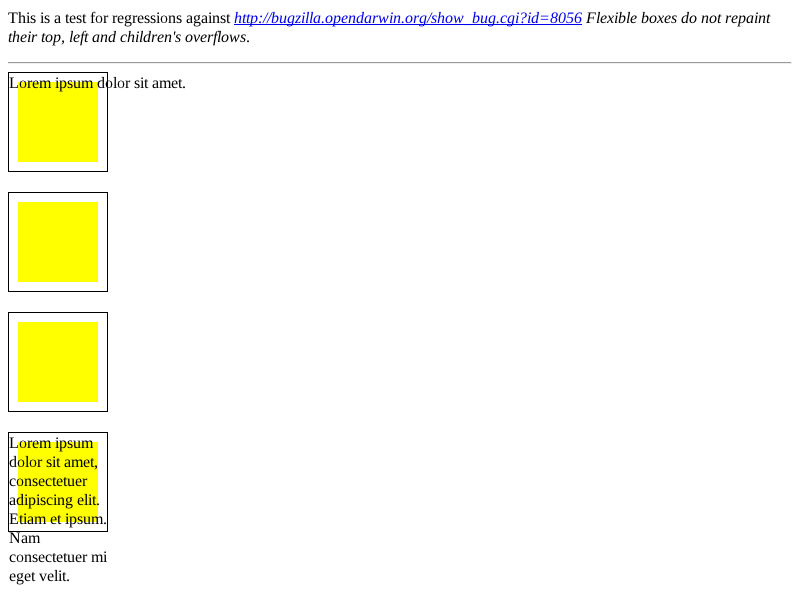 This is a test for regressions against http://bugzilla.opendarwin.org/show_bug.cgi?id=8056 Flexible boxes do not repaint
their top, left and children's overflows.
Lorem ipsum dolor sit amet.
Lorem ipsum
dolor sit amet,
consectetuer
adipiscing elit.
Etiam et ipsum.
Nam
consectetuer mi
eget velit.